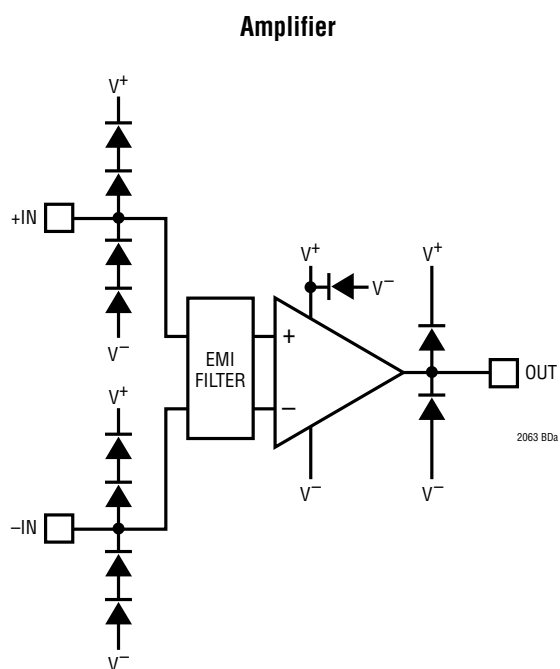 Amplifier
V+
+IN
V–
V+
V–
V+
EMI
FILTER
+
–
V+
V–
OUT
2063 BDa
V–
V–
–IN
V–